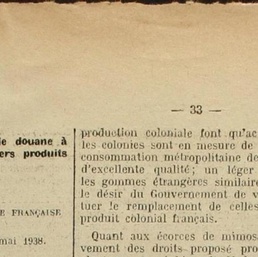 — 33 —
de douane à
ers produits
E FRANÇAISE
mai 1938.
production coloniale font qu'ac
les colonies sont en mesure de
consommation métropolitaine de
d'excellente qualité; un léger
les gommes étrangères similaire
le désir du Gouvernement de v
tuer le remplacement de celles
produit colonial français.
Quant aux écorces de mimos
vement des droits proposé pro